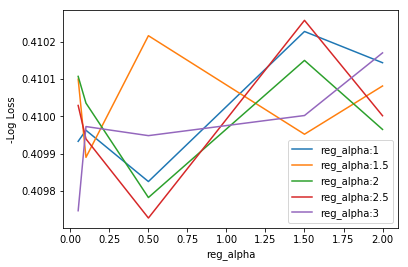 0.4102
0.4101
0.4100
0.4099
0.4098
-Log Loss
0.00
0.25
0.50
0.75
1.00
1.25
1.50
1.75
2.00
reg_alpha
reg_alpha:1
reg_alpha:1.5
reg_alpha:2
reg_alpha:2.5
reg_alpha:3